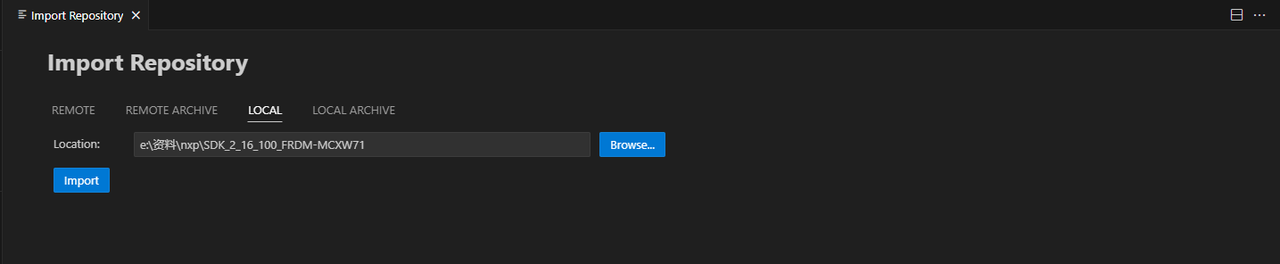 Import Repository
Import Repository
REMOTE REMOTE ARCHIVE LOCAL LOCAL ARCHIVE
Location: e:\资料\nxp\SDK_2_16_100_FRDM-MCXW71 Browse...
Import